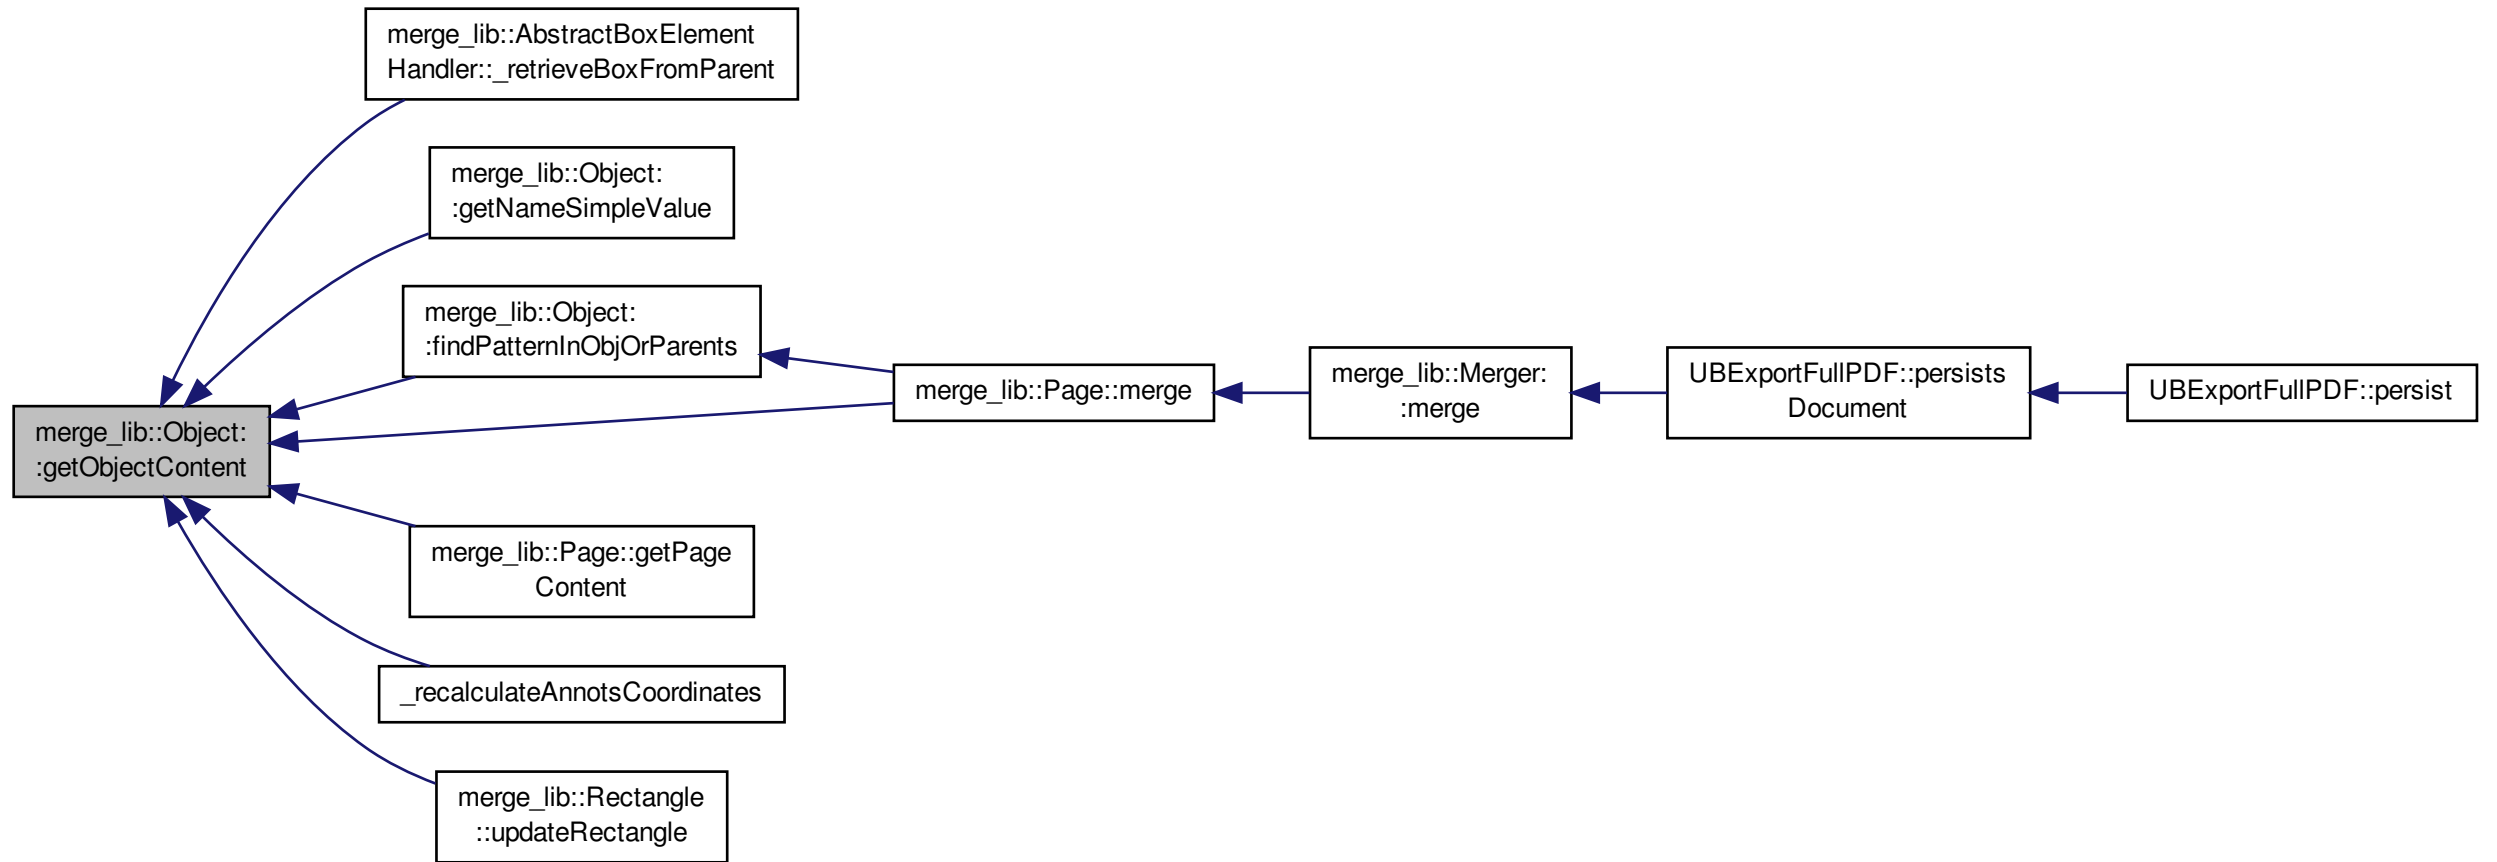 merge_lib::AbstractBoxElement
Handler::_retrieveBoxFromParent
merge_lib::Object:
:getNameSimpleValue
merge_lib::Object:
:findPatternInObjOrParents
merge_lib::Page::merge
merge_lib::Merger:
:merge
UBExportFullPDF::persists
Document
UBExportFullPDF::persist
merge_lib::Object:
:getObjectContent
merge_lib::Page::getPage
Content
_recalculateAnnotsCoordinates
merge_lib::Rectangle
::updateRectangle